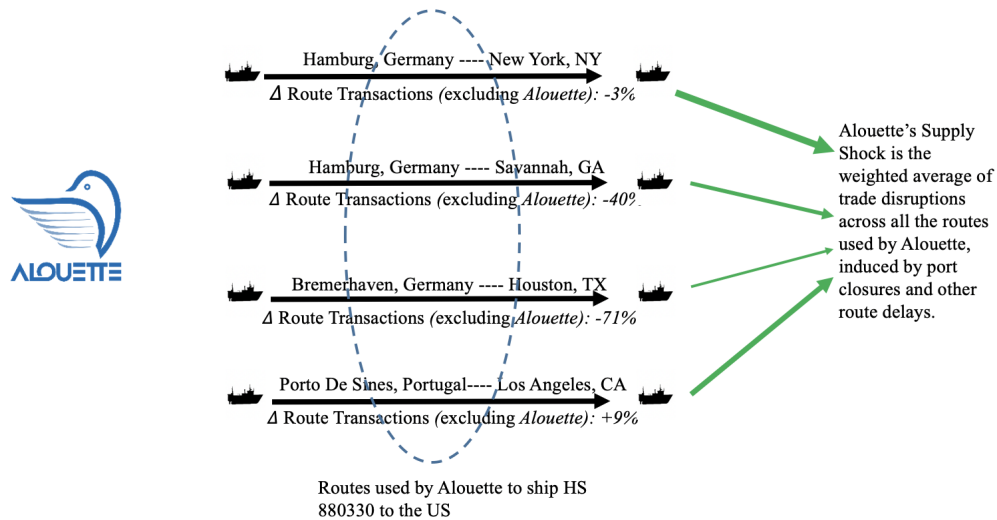 Hamburg, Germany ---- New York, NY
Δ Route Transactions (excluding Alouette): -3%
Hamburg, Germany ---- Savannah, GA
Δ Route Transactions (excluding Alouette): -40%
Bremerhaven, Germany ---- Houston, TX
Δ Route Transactions (excluding Alouette): -71%
Porto De Sines, Portugal---- Los Angeles, CA
Δ Route Transactions (excluding Alouette): +9%
ALOUETTE
Alouette’s Supply
Shock is the
weighted average of
trade disruptions
across all the routes
used by Alouette,
induced by port
closures and other
route delays.
Routes used by Alouette to ship HS
880330 to the US